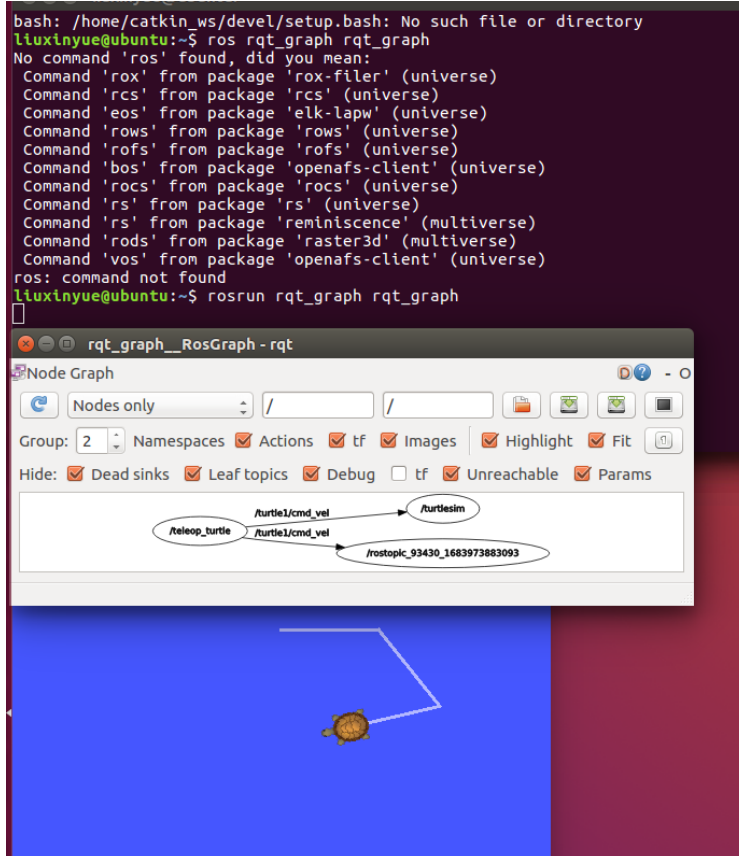 bash: /home/catkin_ws/devel/setup.bash: No such file or directory
liuxinyue@ubuntu:~$ ros rqt_graph rqt_graph
No command 'ros' found, did you mean:
Command 'rox' from package 'rox-filer' (universe)
Command 'rcs' from package 'rcs' (universe)
Command 'eos' from package 'elk-lapw' (universe)
Command 'rows' from package 'rows' (universe)
Command 'rofs' from package 'rofs' (universe)
Command 'bos' from package 'openafs-client' (universe)
Command 'rocs' from package 'rocs' (universe)
Command 'rs' from package 'rs' (universe)
Command 'rs' from package 'reminiscence' (multiverse)
Command 'rods' from package 'raster3d' (multiverse)
Command 'vos' from package 'openafs-client' (universe)
ros: command not found
liuxinyue@ubuntu:~$ rosrun rqt_graph rqt_graph
rqt_graph__RosGraph - rqt
Node Graph D ? - O
Nodes only / /
Group: 2 Namespaces Actions tf Images Highlight Fit
Hide: Dead sinks Leaf topics Debug tf Unreachable Params
/turtle1/cmd_vel /turtlesim
/teleop_turtle /turtle1/cmd_vel
/rostopic_93430_1683973883093